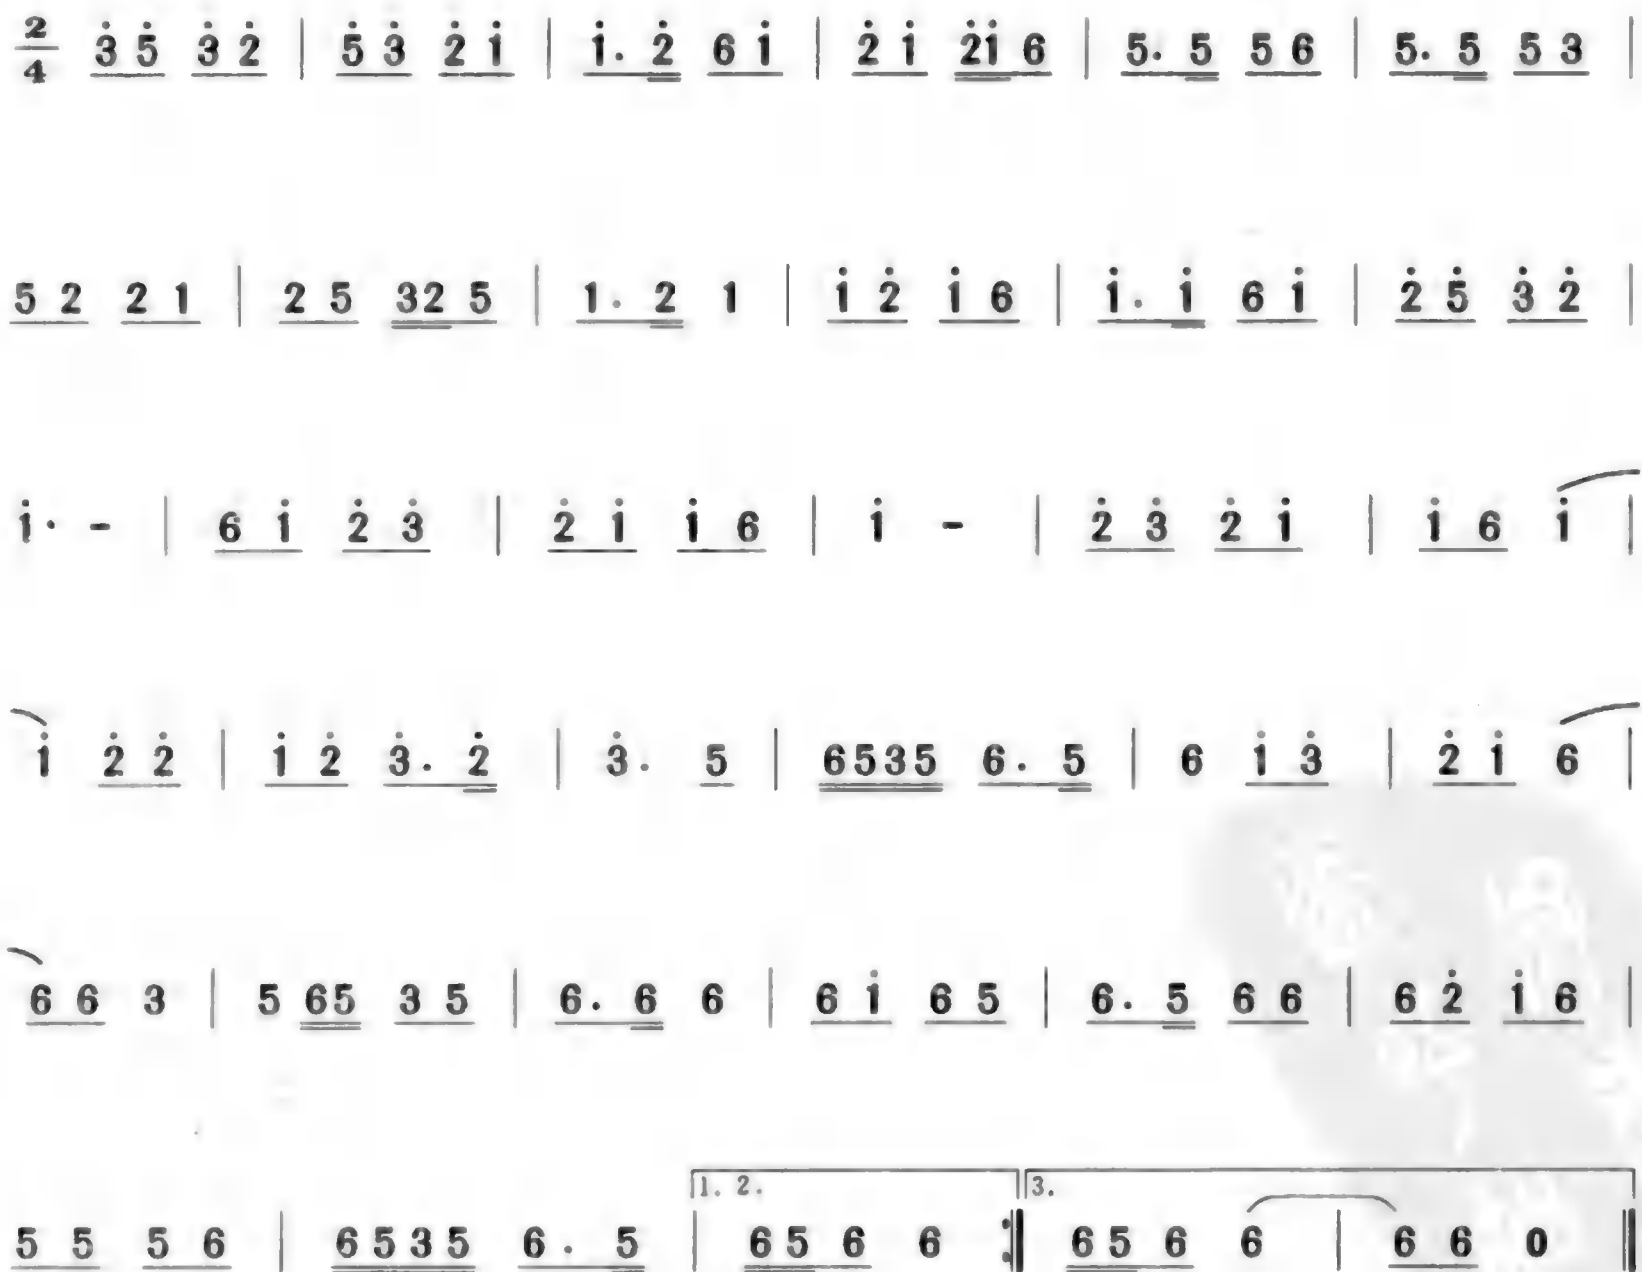 2/4 3̇ 5̇ 3̇ 2̇ | 5̇ 3̇ 2̇ 1̇ | 1̇. 2̇ 6 1̇ | 2̇ 1̇ 2̇1̇ 6 | 5. 5 5 6 | 5. 5 5 3 |
5 2 2 1 | 2 5 32 5 | 1. 2 1 | 1̇ 2̇ 1̇ 6 | 1̇. 1̇ 6 1̇ | 2̇ 5̇ 3̇ 2̇ |
1̇. - | 6 1̇ 2̇ 3̇ | 2̇ 1̇ 1̇ 6 | 1̇ - | 2̇ 3̇ 2̇ 1̇ | 1̇ 6 1̇ |
1̇ 2̇ 2̇ | 1̇ 2̇ 3̇. 2̇ | 3̇. 5 | 6535 6. 5 | 6 1̇ 3̇ | 2̇ 1̇ 6 |
6 6 3 | 5 65 3 5 | 6. 6 6 | 6 1̇ 6 5 | 6. 5 6 6 | 6 2̇ 1̇ 6 |
1. 2. 3.
5 5 5 6 | 6535 6. 5 | 65 6 6 :‖ 65 6 6 | 6 6 0 ‖